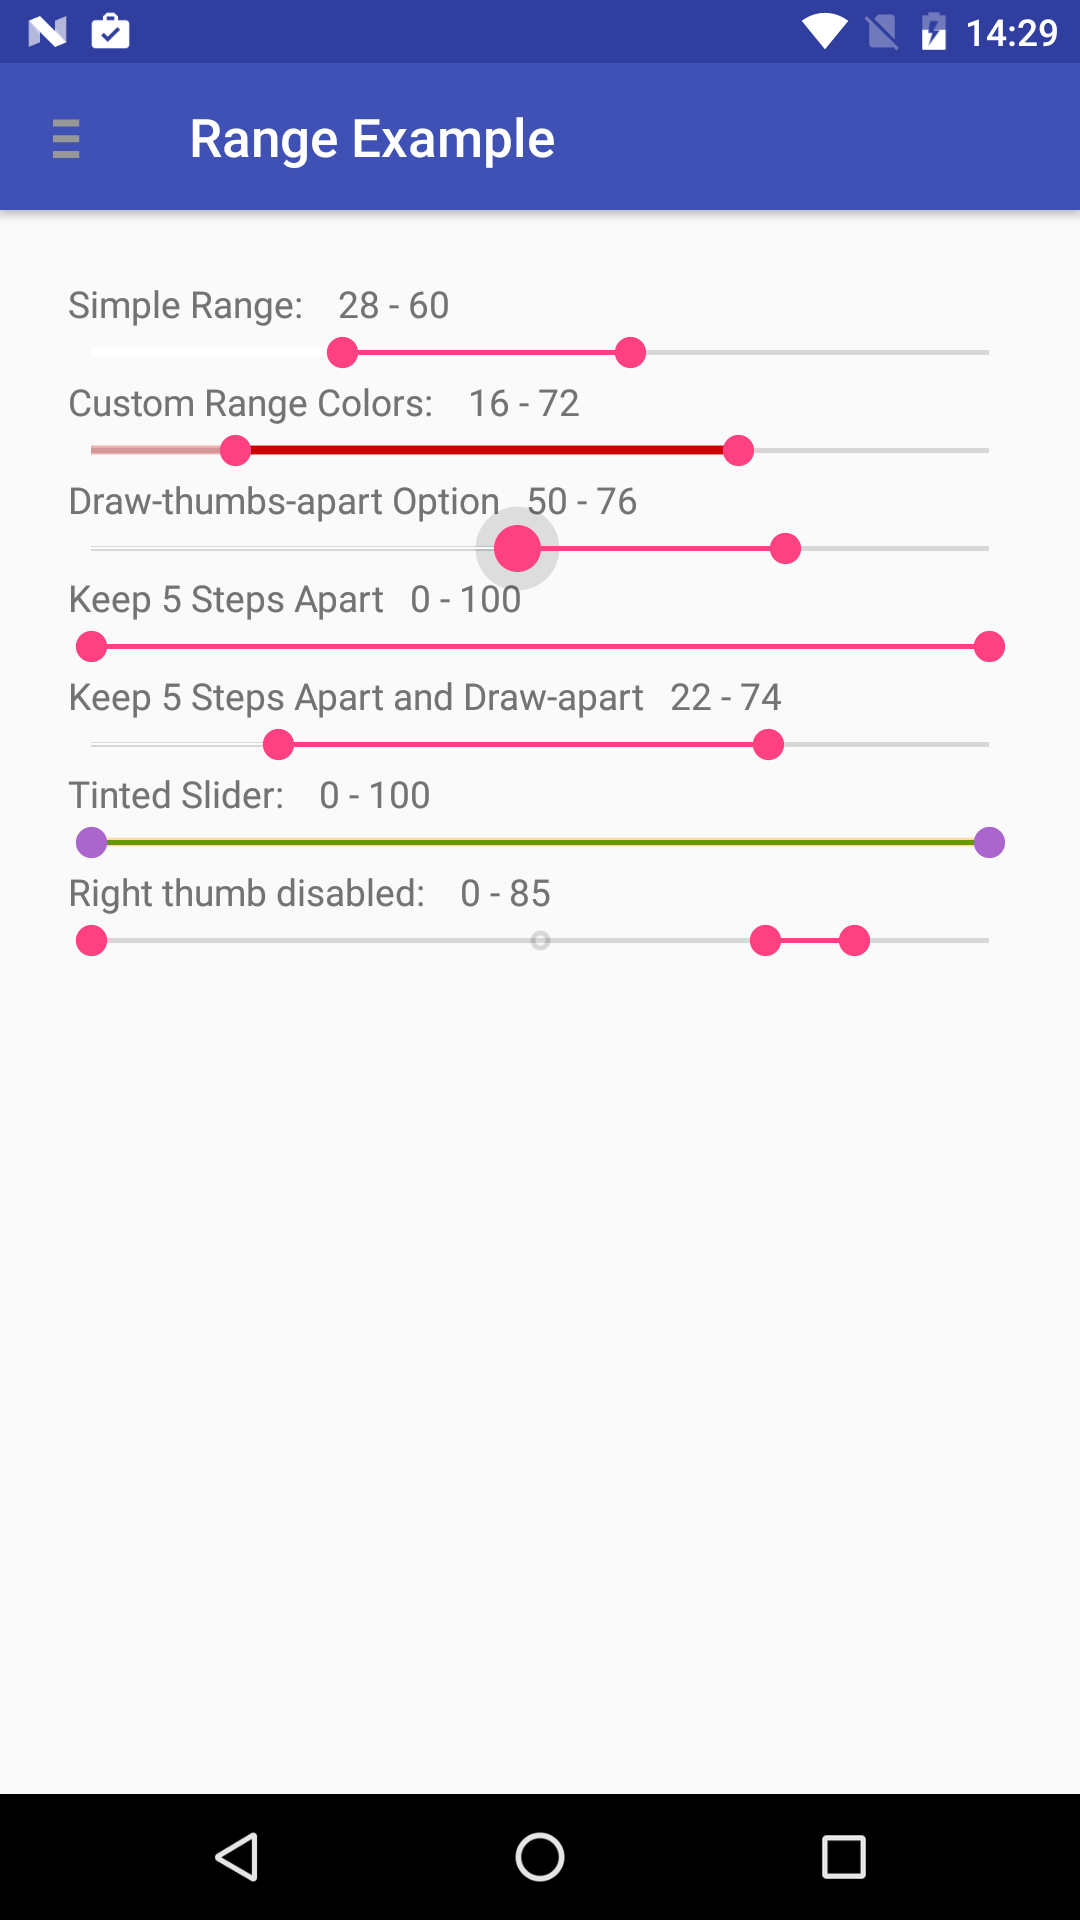 14:29
Range Example
Simple Range: 28 - 60
Custom Range Colors: 16 - 72
Draw-thumbs-apart Option 50 - 76
Keep 5 Steps Apart 0 - 100
Keep 5 Steps Apart and Draw-apart 22 - 74
Tinted Slider: 0 - 100
Right thumb disabled: 0 - 85